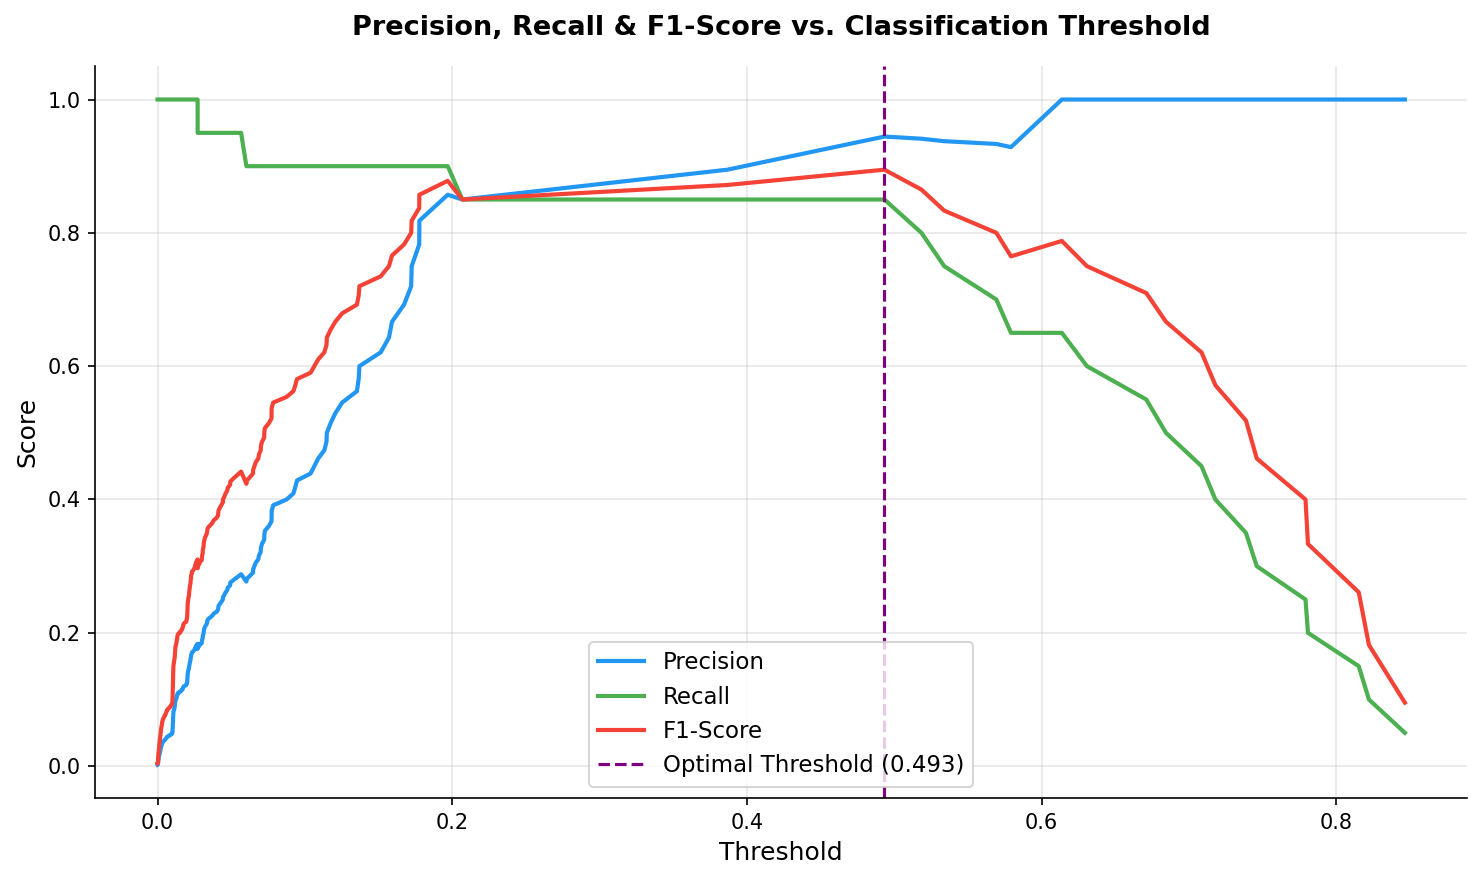 Precision, Recall & F1-Score vs. Classification Threshold
1.0
0.8
0.6
0.4
0.2
0.0
Score
Precision
Recall
F1-Score
Optimal Threshold (0.493)
0.0 0.2 0.4 0.6 0.8
Threshold